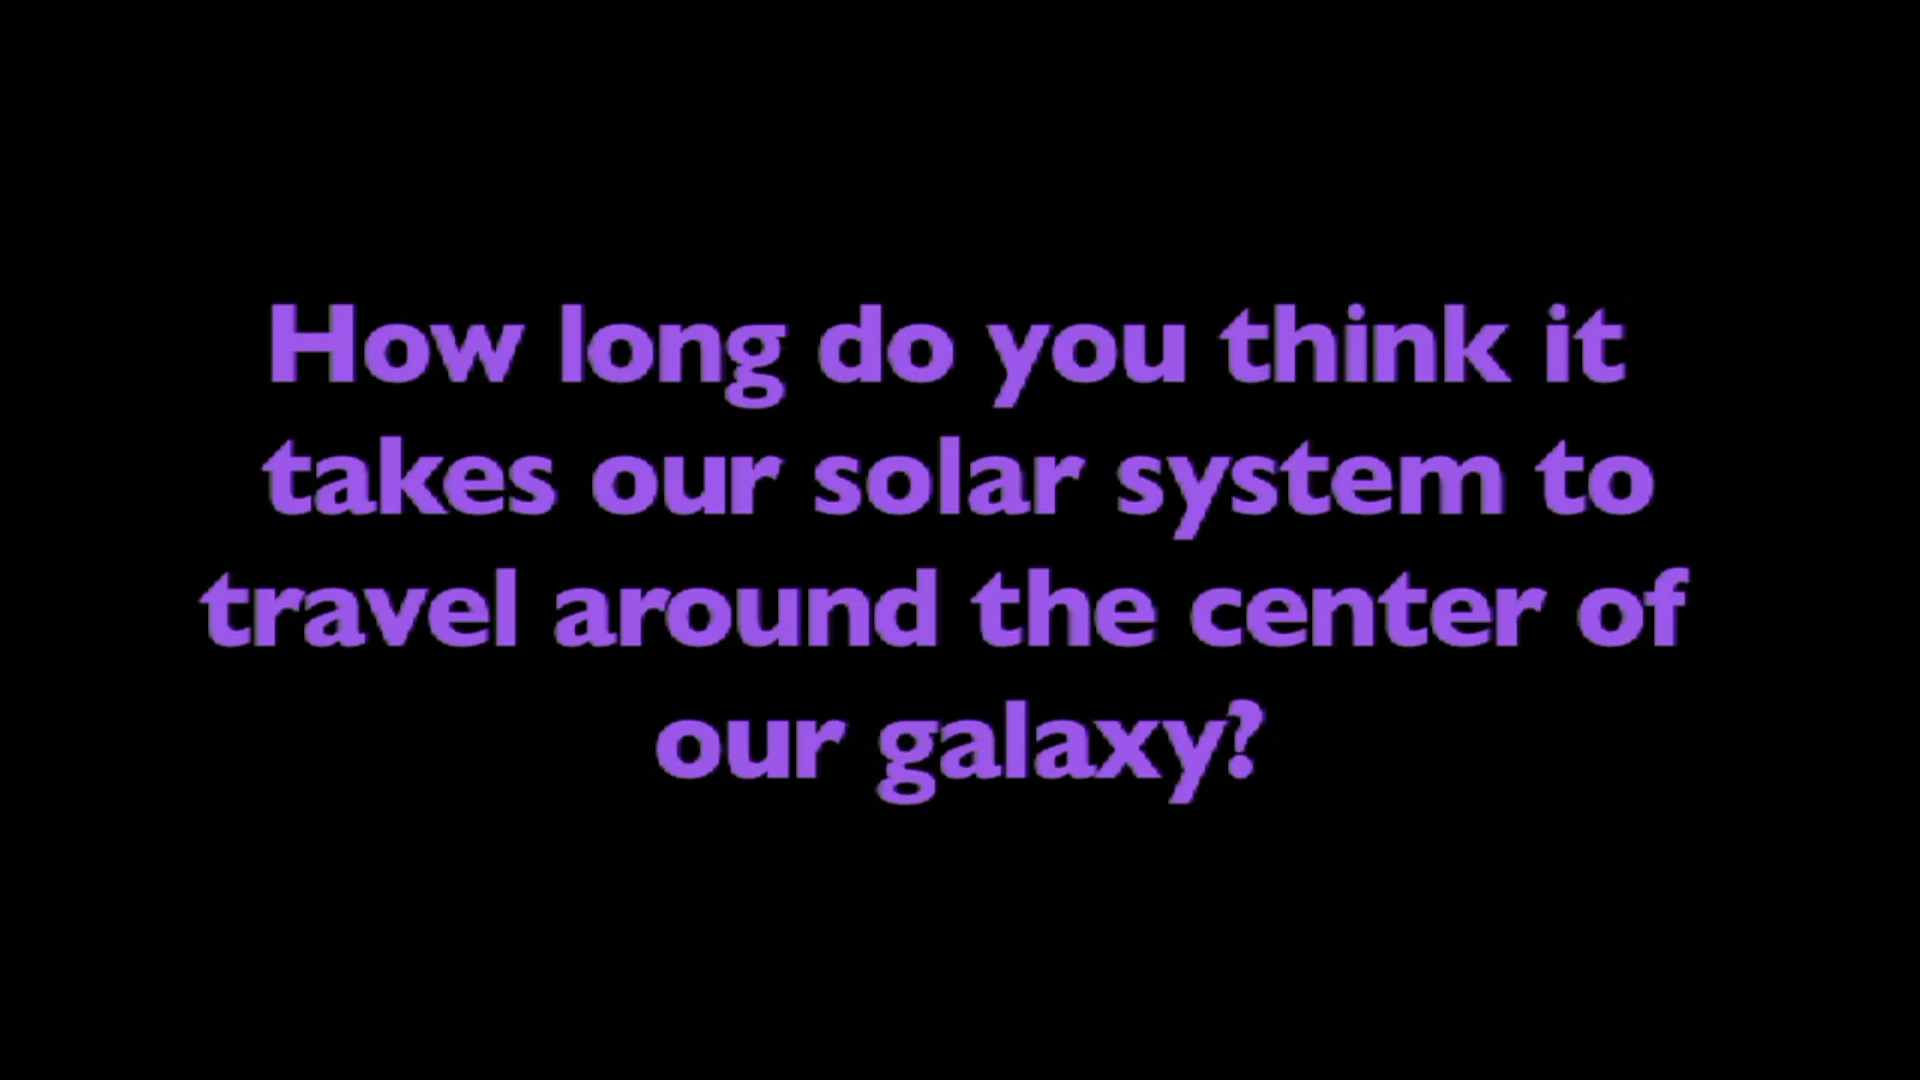 How long do you think it
takes our solar system to
travel around the center of
our galaxy?